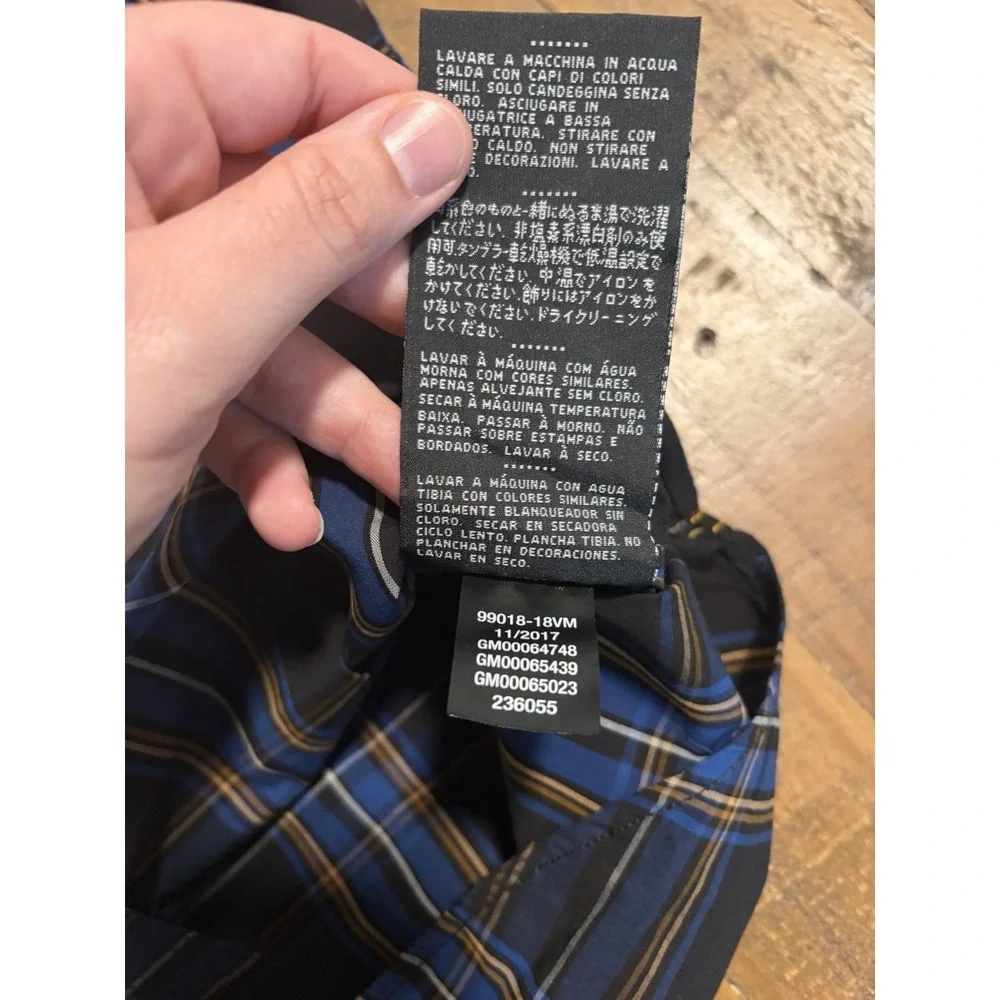 LAVARE A MACCHINA IN ACQUA
CALDA CON CAPI DI COLORI
SIMILI. SOLO CANDEGGINA SENZA
LORO. ASCIUGARE IN
IUGATRICE A BASSA
ERATURA. STIRARE CON
O CALDO. NON STIRARE
E DECORAZIONI. LAVARE A
O.
系色のものと一緒にぬるま湯で洗濯
してください. 非塩素系漂白剤のみ使
用可タンブラー乾燥機で低温設定で
乾かしてください. 中温でアイロンを
かけてください.飾りにはアイロンをか
けないでください.ドライクリーニング
してください.
LAVAR À MÁQUINA COM ÁGUA
MORNA COM CORES SIMILARES.
APENAS ALVEJANTE SEM CLORO.
SECAR À MÁQUINA TEMPERATURA
BAIXA. PASSAR À MORNO. NÃO
PASSAR SOBRE ESTAMPAS E
BORDADOS. LAVAR À SECO.
LAVAR A MÁQUINA CON AGUA
TIBIA CON COLORES SIMILARES.
SOLAMENTE BLANQUEADOR SIN
CLORO. SECAR EN SECADORA
CICLO LENTO. PLANCHA TIBIA. NO
PLANCHAR EN DECORACIONES.
LAVAR EN SECO.
99018-18VM
11/2017
GM00064748
GM00065439
GM00065023
236055